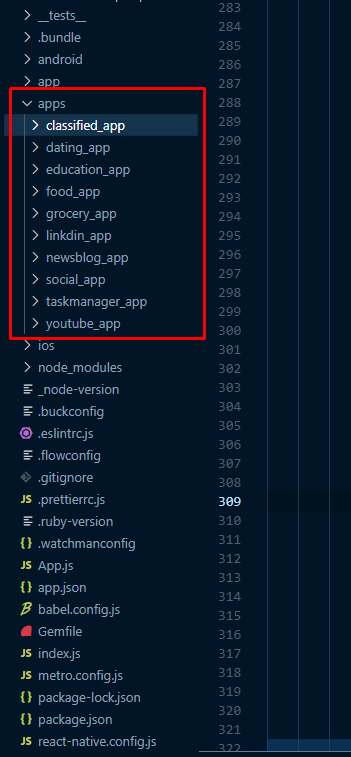 __tests__
.bundle
android
app
apps
classified_app
dating_app
education_app
food_app
grocery_app
linkdin_app
newsblog_app
social_app
taskmanager_app
youtube_app
ios
node_modules
_node-version
.buckconfig
.eslintrc.js
.flowconfig
.gitignore
JS .prettierrc.js
.ruby-version
{ } .watchmanconfig
JS App.js
{ } app.json
babel.config.js
Gemfile
JS index.js
JS metro.config.js
{ } package-lock.json
{ } package.json
JS react-native.config.js
283
284
285
286
287
288
289
290
291
292
293
294
295
296
297
298
299
300
301
302
303
304
305
306
307
308
309
310
311
312
313
314
315
316
317
318
319
320
321
322